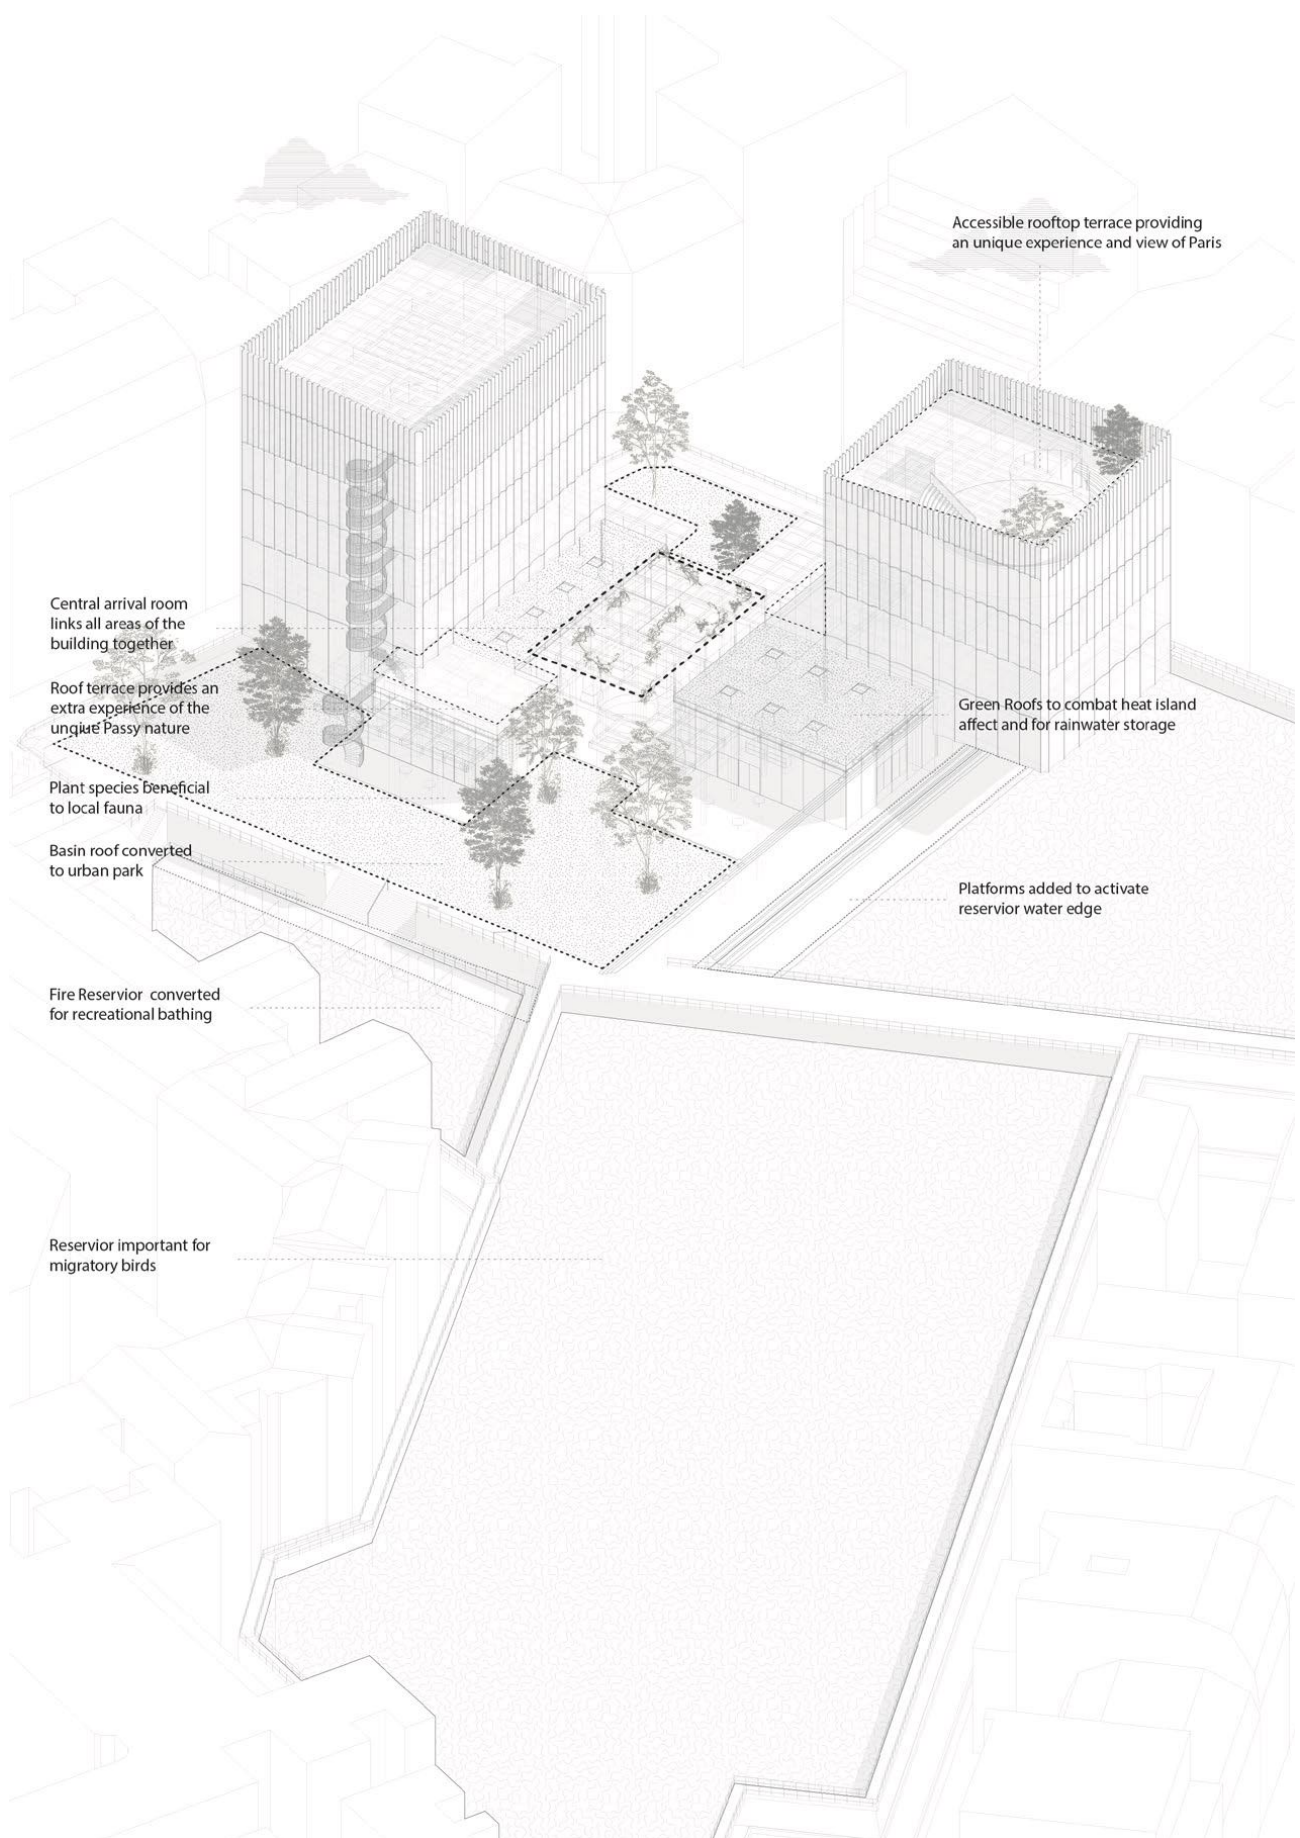 Accessible rooftop terrace providing
an unique experience and view of Paris
Central arrival room
links all areas of the
building together
Roof terrace provides an
extra experience of the
unqiue Passy nature
Green Roofs to combat heat island
affect and for rainwater storage
Plant species beneficial
to local fauna
Basin roof converted
to urban park
Platforms added to activate
reservior water edge
Fire Reservior converted
for recreational bathing
Reservior important for
migratory birds